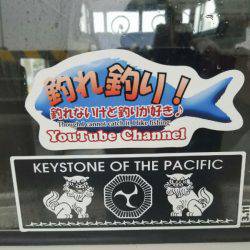 釣れ釣り!
釣れないけど釣りが好き♪
Though I cannot catch it, I like fishing.
YouTube Channel
KEYSTONE OF THE PACIFIC